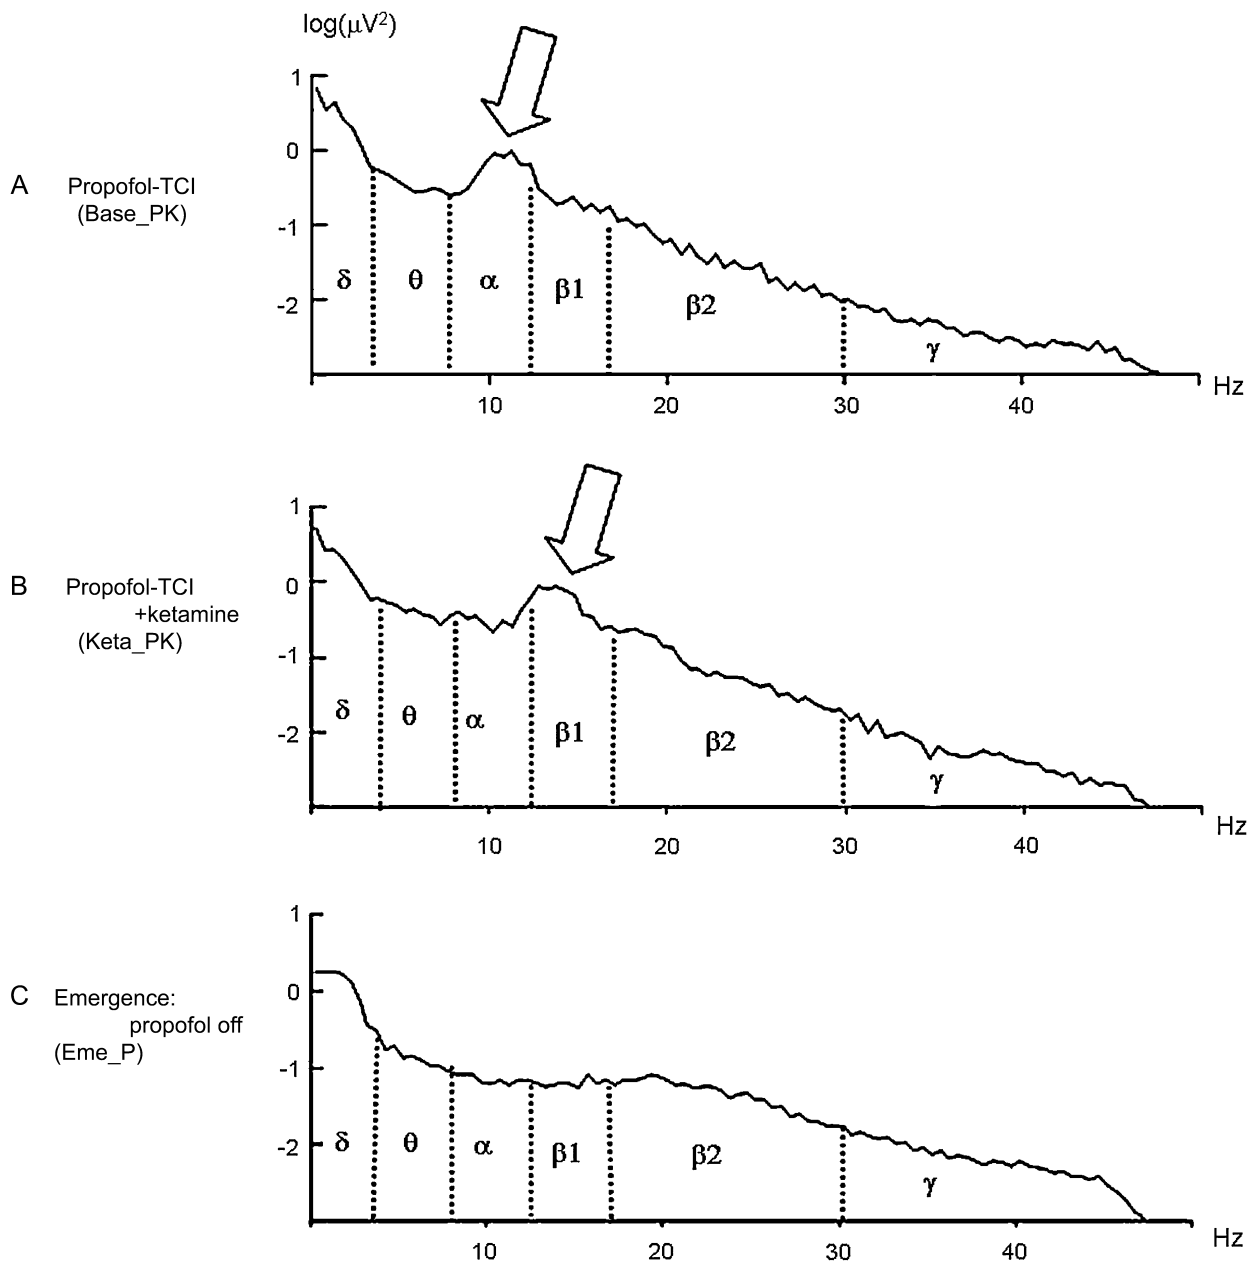 log(μV²)
1
0
-1
-2
A
Propofol-TCI
(Base_PK)
δ θ α β1 β2 γ
10 20 30 40 Hz
1
0
-1
-2
B
Propofol-TCI
+ketamine
(Keta_PK)
δ θ α β1 β2 γ
10 20 30 40 Hz
1
0
-1
-2
C
Emergence:
propofol off
(Eme_P)
δ θ α β1 β2 γ
10 20 30 40 Hz